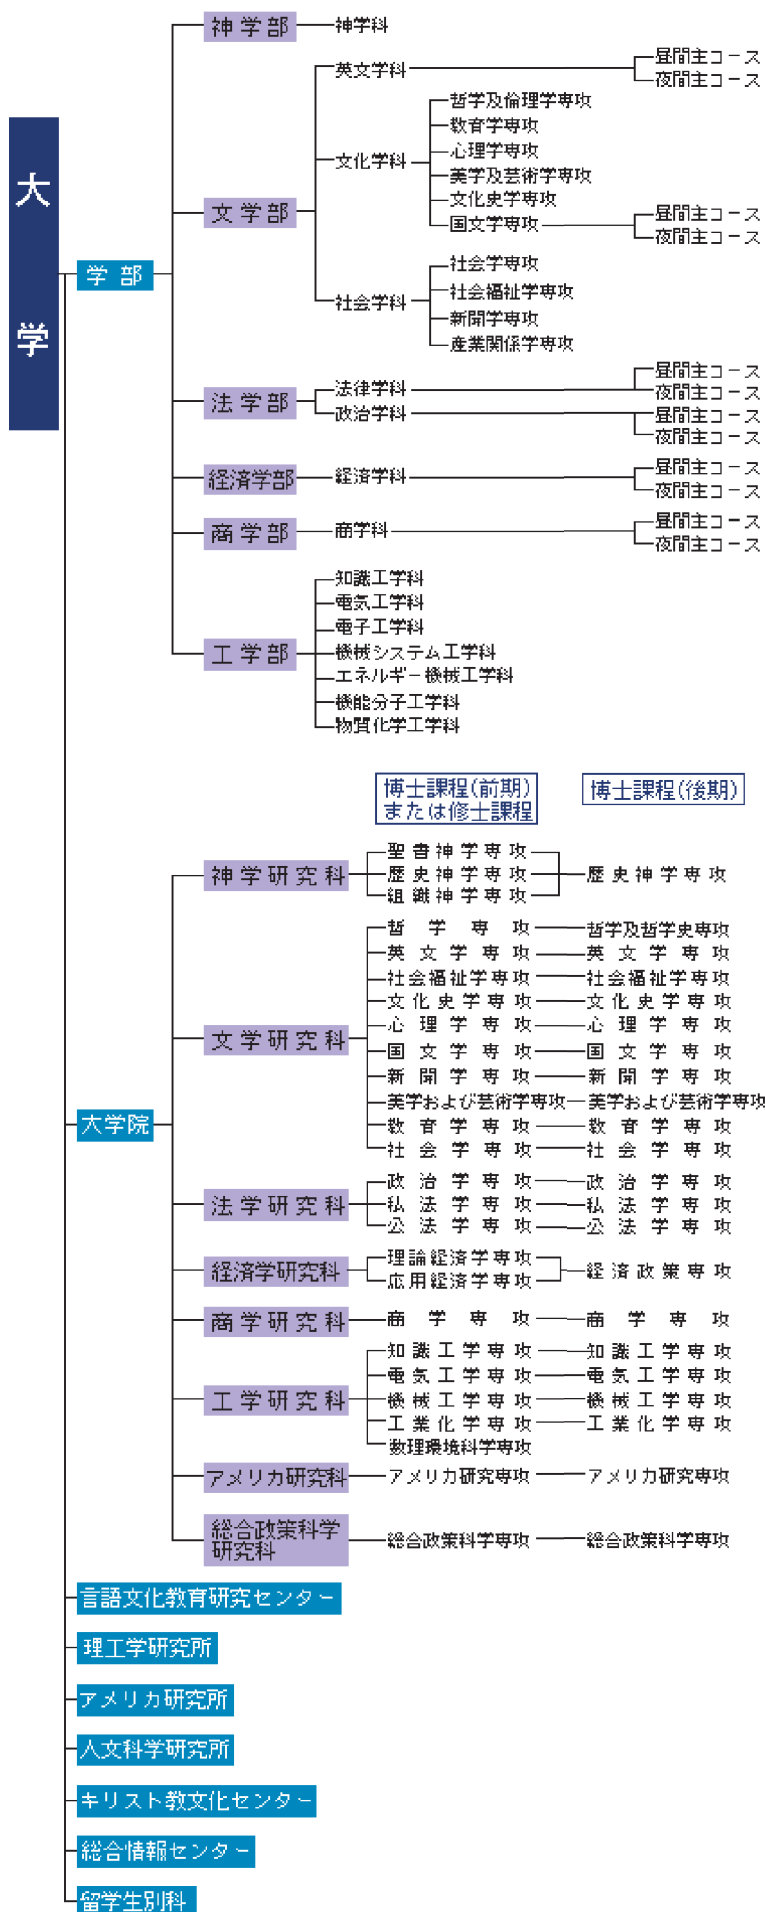 大学
学部
神学部
神学科
文学部
英文学科
昼間主コース
夜間主コース
文化学科
哲学及倫理学専攻
教育学専攻
心理学専攻
美学及芸術学専攻
文化史学専攻
国文学専攻
昼間主コース
夜間主コース
社会学科
社会学専攻
社会福祉学専攻
新聞学専攻
産業関係学専攻
法学部
法律学科
昼間主コース
夜間主コース
政治学科
昼間主コース
夜間主コース
経済学部
経済学科
昼間主コース
夜間主コース
商学部
商学科
昼間主コース
夜間主コース
工学部
知識工学科
電気工学科
電子工学科
機械システム工学科
エネルギー機械工学科
機能分子工学科
物質化学工学科
博士課程(前期)
または修士課程
博士課程(後期)
大学院
神学研究科
聖書神学専攻
歴史神学専攻
組織神学専攻
歴史神学専攻
文学研究科
哲学専攻 哲学及哲学史専攻
英文学専攻 英文学専攻
社会福祉学専攻 社会福祉学専攻
文化史学専攻 文化史学専攻
心理学専攻 心理学専攻
国文学専攻 国文学専攻
新聞学専攻 新聞学専攻
美学および芸術学専攻 美学および芸術学専攻
教育学専攻 教育学専攻
社会学専攻 社会学専攻
法学研究科
政治学専攻 政治学専攻
私法学専攻 私法学専攻
公法学専攻 公法学専攻
経済学研究科
理論経済学専攻
応用経済学専攻
経済政策専攻
商学研究科
商学専攻 商学専攻
工学研究科
知識工学専攻 知識工学専攻
電気工学専攻 電気工学専攻
機械工学専攻 機械工学専攻
工業化学専攻 工業化学専攻
数理環境科学専攻
アメリカ研究科
アメリカ研究専攻 アメリカ研究専攻
総合政策科学
研究科
総合政策科学専攻 総合政策科学専攻
言語文化教育研究センター
理工学研究所
アメリカ研究所
人文科学研究所
キリスト教文化センター
総合情報センター
留学生別科